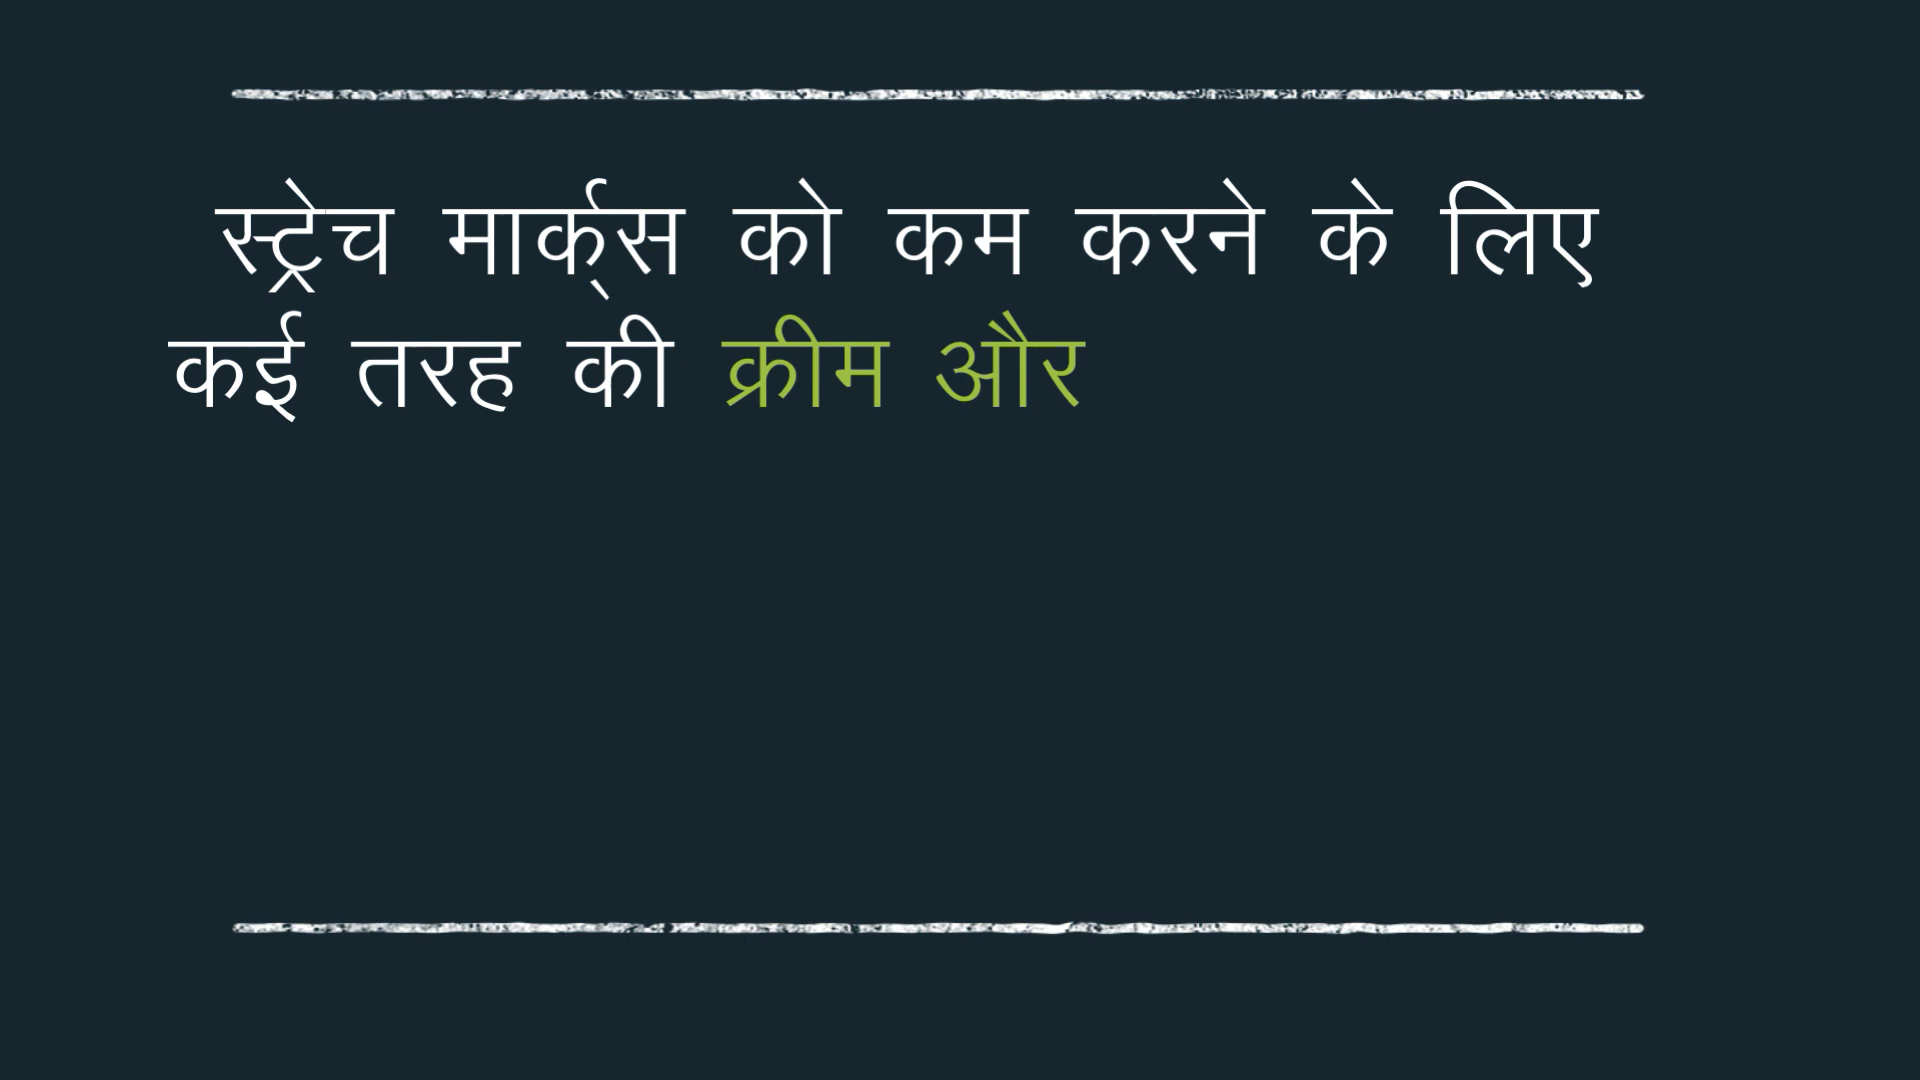 स्ट्रेच मार्क्स को कम करने के लिए
कई तरह की क्रीम और